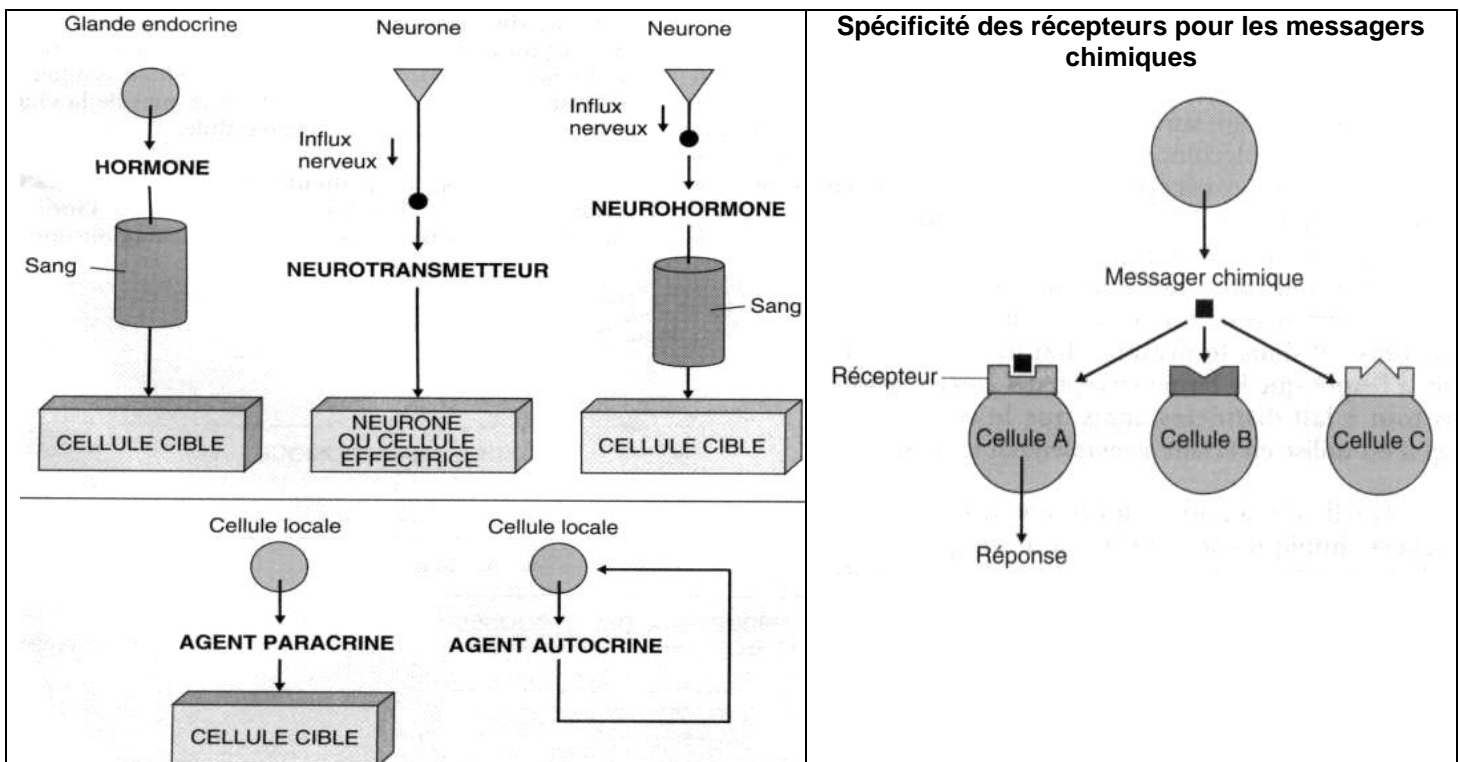 Glande endocrine
Neurone
Neurone
HORMONE
Influx
nerveux
Influx
nerveux
NEUROHORMONE
Sang
NEUROTRANSMETTEUR
Sang
CELLULE CIBLE
NEURONE
OU CELLULE
EFFECTRICE
CELLULE CIBLE
Cellule locale
Cellule locale
AGENT PARACRINE
AGENT AUTOCRINE
CELLULE CIBLE
Spécificité des récepteurs pour les messagers
chimiques
Messager chimique
Récepteur
Cellule A
Cellule B
Cellule C
Réponse